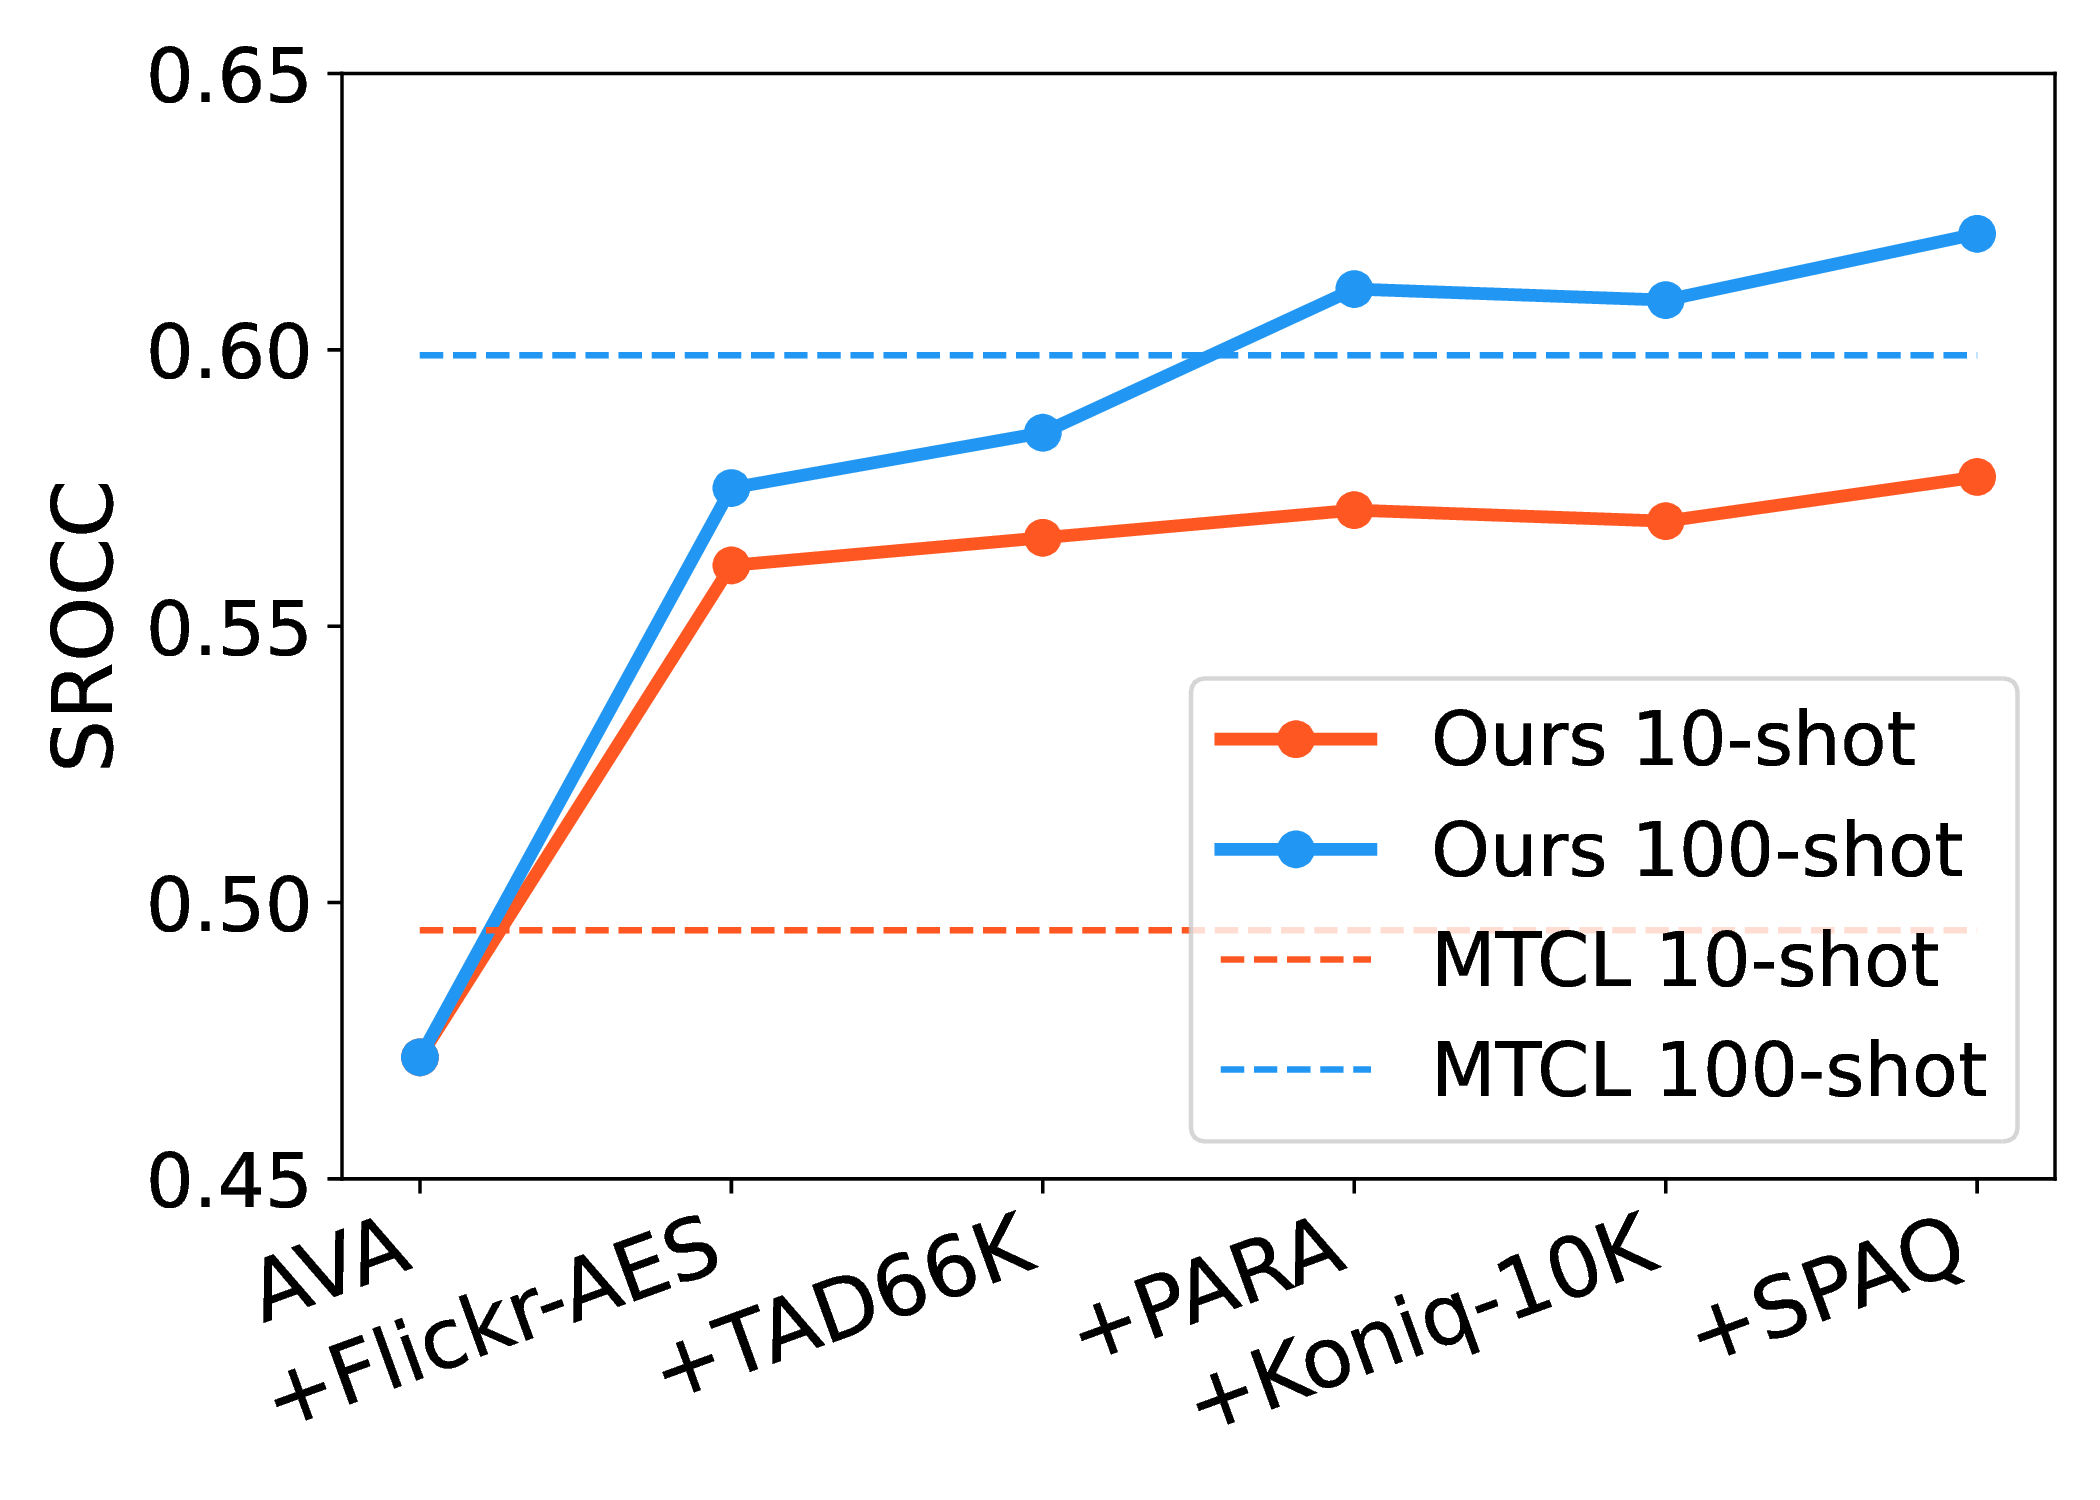 0.65
0.60
0.55
0.50
0.45
SROCC
Ours 10-shot
Ours 100-shot
MTCL 10-shot
MTCL 100-shot
AVA
+Flickr-AES
+TAD66K
+PARA
+Koniq-10K
+SPAQ